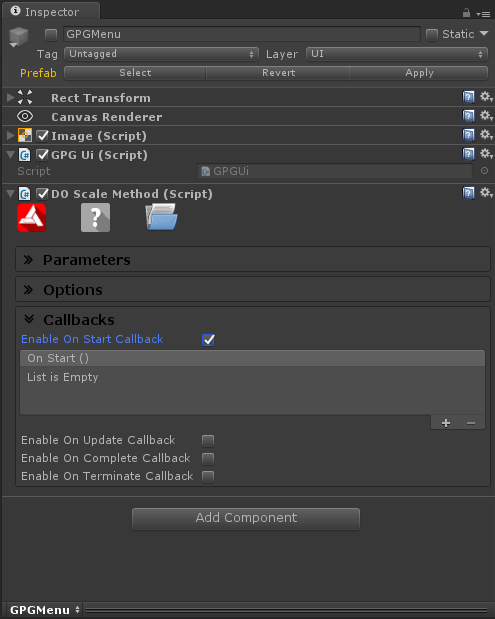 Inspector
GPGMenu Static
Tag Untagged Layer UI
Prefab Select Revert Apply
Rect Transform
Canvas Renderer
Image (Script)
GPG Ui (Script)
Script GPGUi
DO Scale Method (Script)
Parameters
Options
Callbacks
Enable On Start Callback
On Start ()
List is Empty
Enable On Update Callback
Enable On Complete Callback
Enable On Terminate Callback
Add Component
GPGMenu